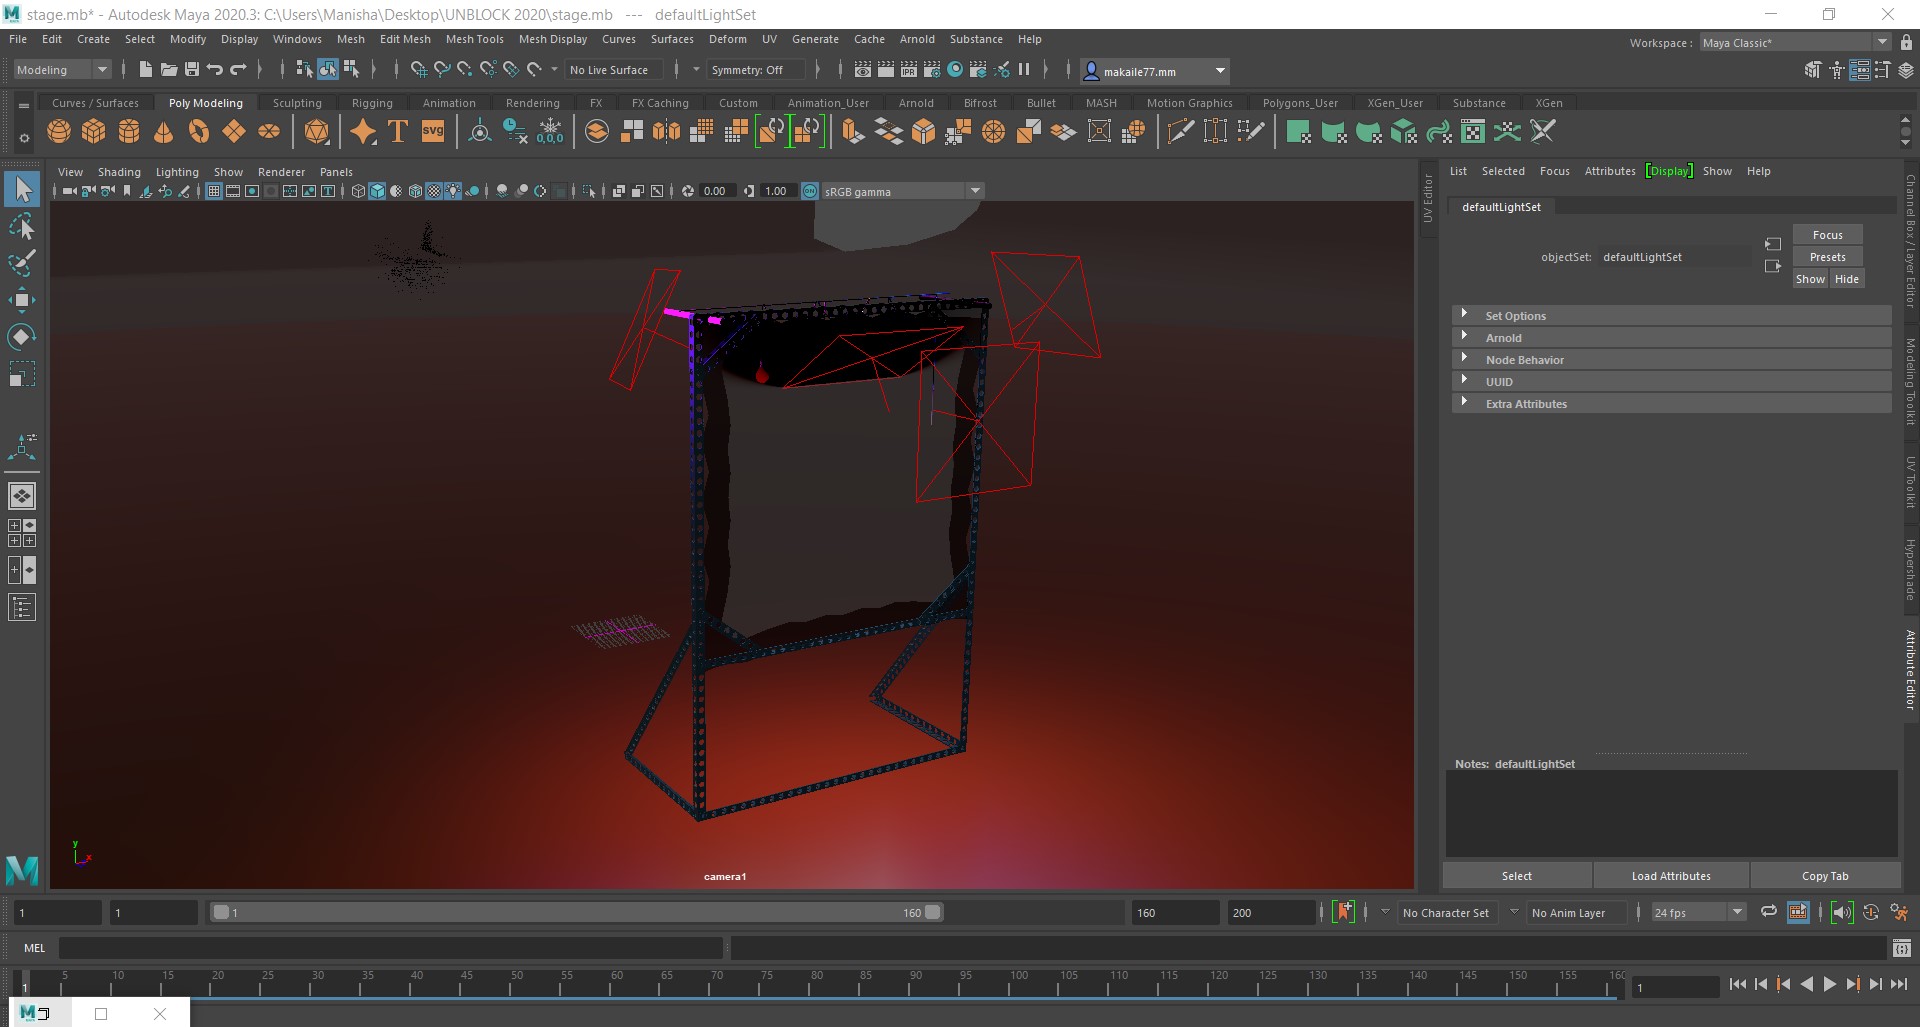 stage.mb* - Autodesk Maya 2020.3: C:\Users\Manisha\Desktop\UNBLOCK 2020\stage.mb --- defaultLightSet
File Edit Create Select Modify Display Windows Mesh Edit Mesh Mesh Tools Mesh Display Curves Surfaces Deform UV Generate Cache Arnold Substance Help
Workspace : Maya Classic*
Modeling No Live Surface Symmetry: Off IPR makaile77.mm
Curves / Surfaces Poly Modeling Sculpting Rigging Animation Rendering FX FX Caching Custom Animation_User Arnold Bifrost Bullet MASH Motion Graphics Polygons_User XGen_User Substance XGen
T SVG 0,0,0
View Shading Lighting Show Renderer Panels
0.00 1.00 ON sRGB gamma
UV Editor
List Selected Focus Attributes Display Show Help
defaultLightSet
objectSet: defaultLightSet
Focus
Presets
Show Hide
Set Options
Arnold
Node Behavior
UUID
Extra Attributes
Channel Box / Layer Editor
Modeling Toolkit
UV Toolkit
Hypershade
Attribute Editor
Notes: defaultLightSet
Select Load Attributes Copy Tab
y
x
camera1
1 1 1 160 160 200 No Character Set No Anim Layer 24 fps
MEL
5 10 15 20 25 30 35 40 45 50 55 60 65 70 75 80 85 90 95 100 105 110 115 120 125 130 135 140 145 150 155 160
1 1